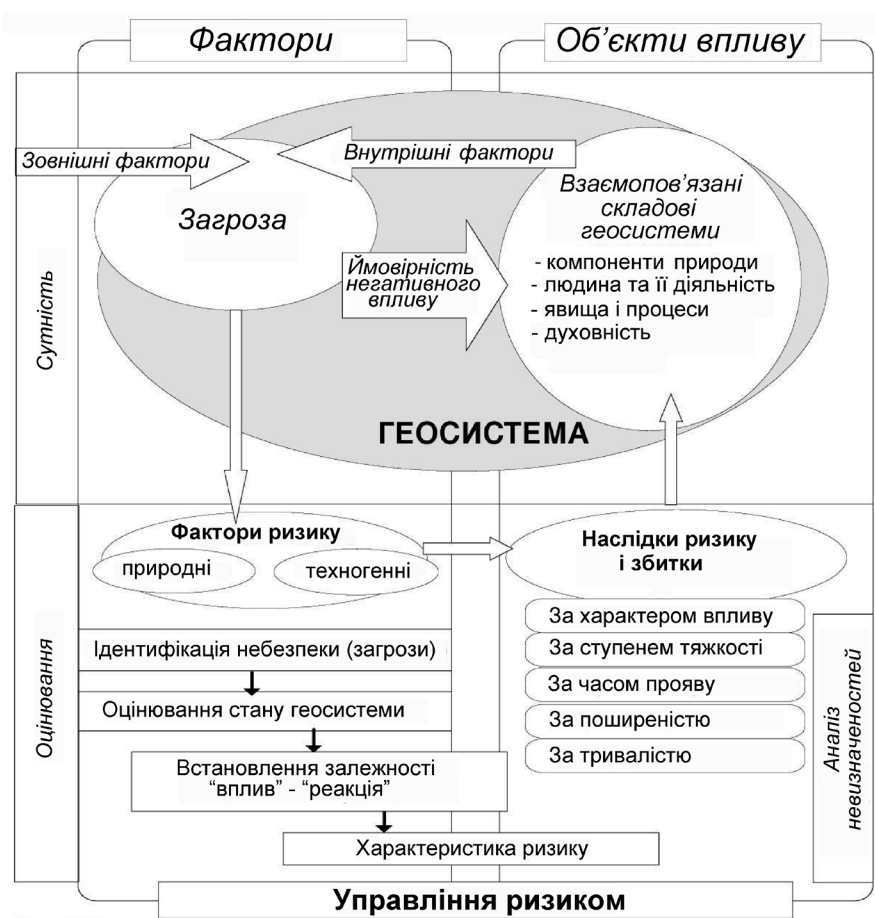 Фактори
Об’єкти впливу
Сутність
Зовнішні фактори
Внутрішні фактори
Загроза
Ймовірність
негативного
впливу
Взаємопов’язані
складові
геосистеми
- компоненти природи
- людина та її діяльність
- явища і процеси
- духовність
ГЕОСИСТЕМА
Оцінювання
Фактори ризику
природні
техногенні
Наслідки ризику
і збитки
За характером впливу
За ступенем тяжкості
За часом прояву
За поширеністю
За тривалістю
Аналіз
невизначеностей
Ідентифікація небезпеки (загрози)
Оцінювання стану геосистеми
Встановлення залежності
“вплив” - “реакція”
Характеристика ризику
Управління ризиком